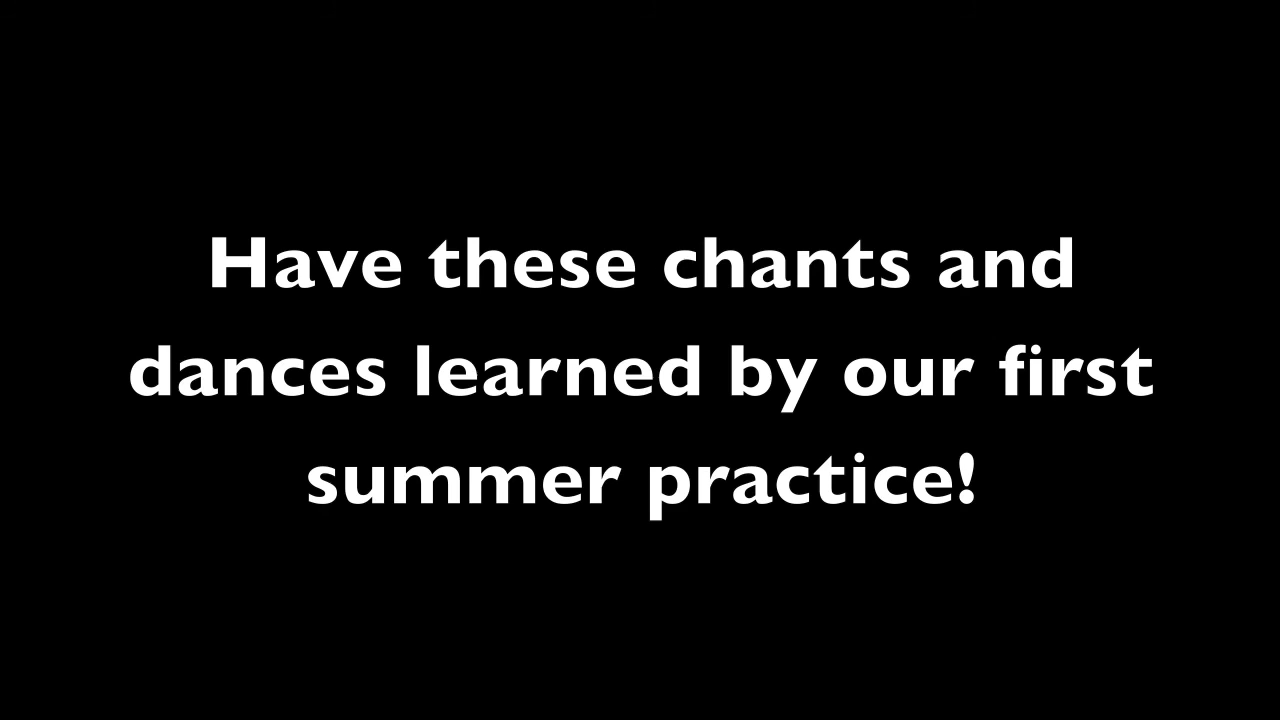 Have these chants and
dances learned by our first
summer practice!